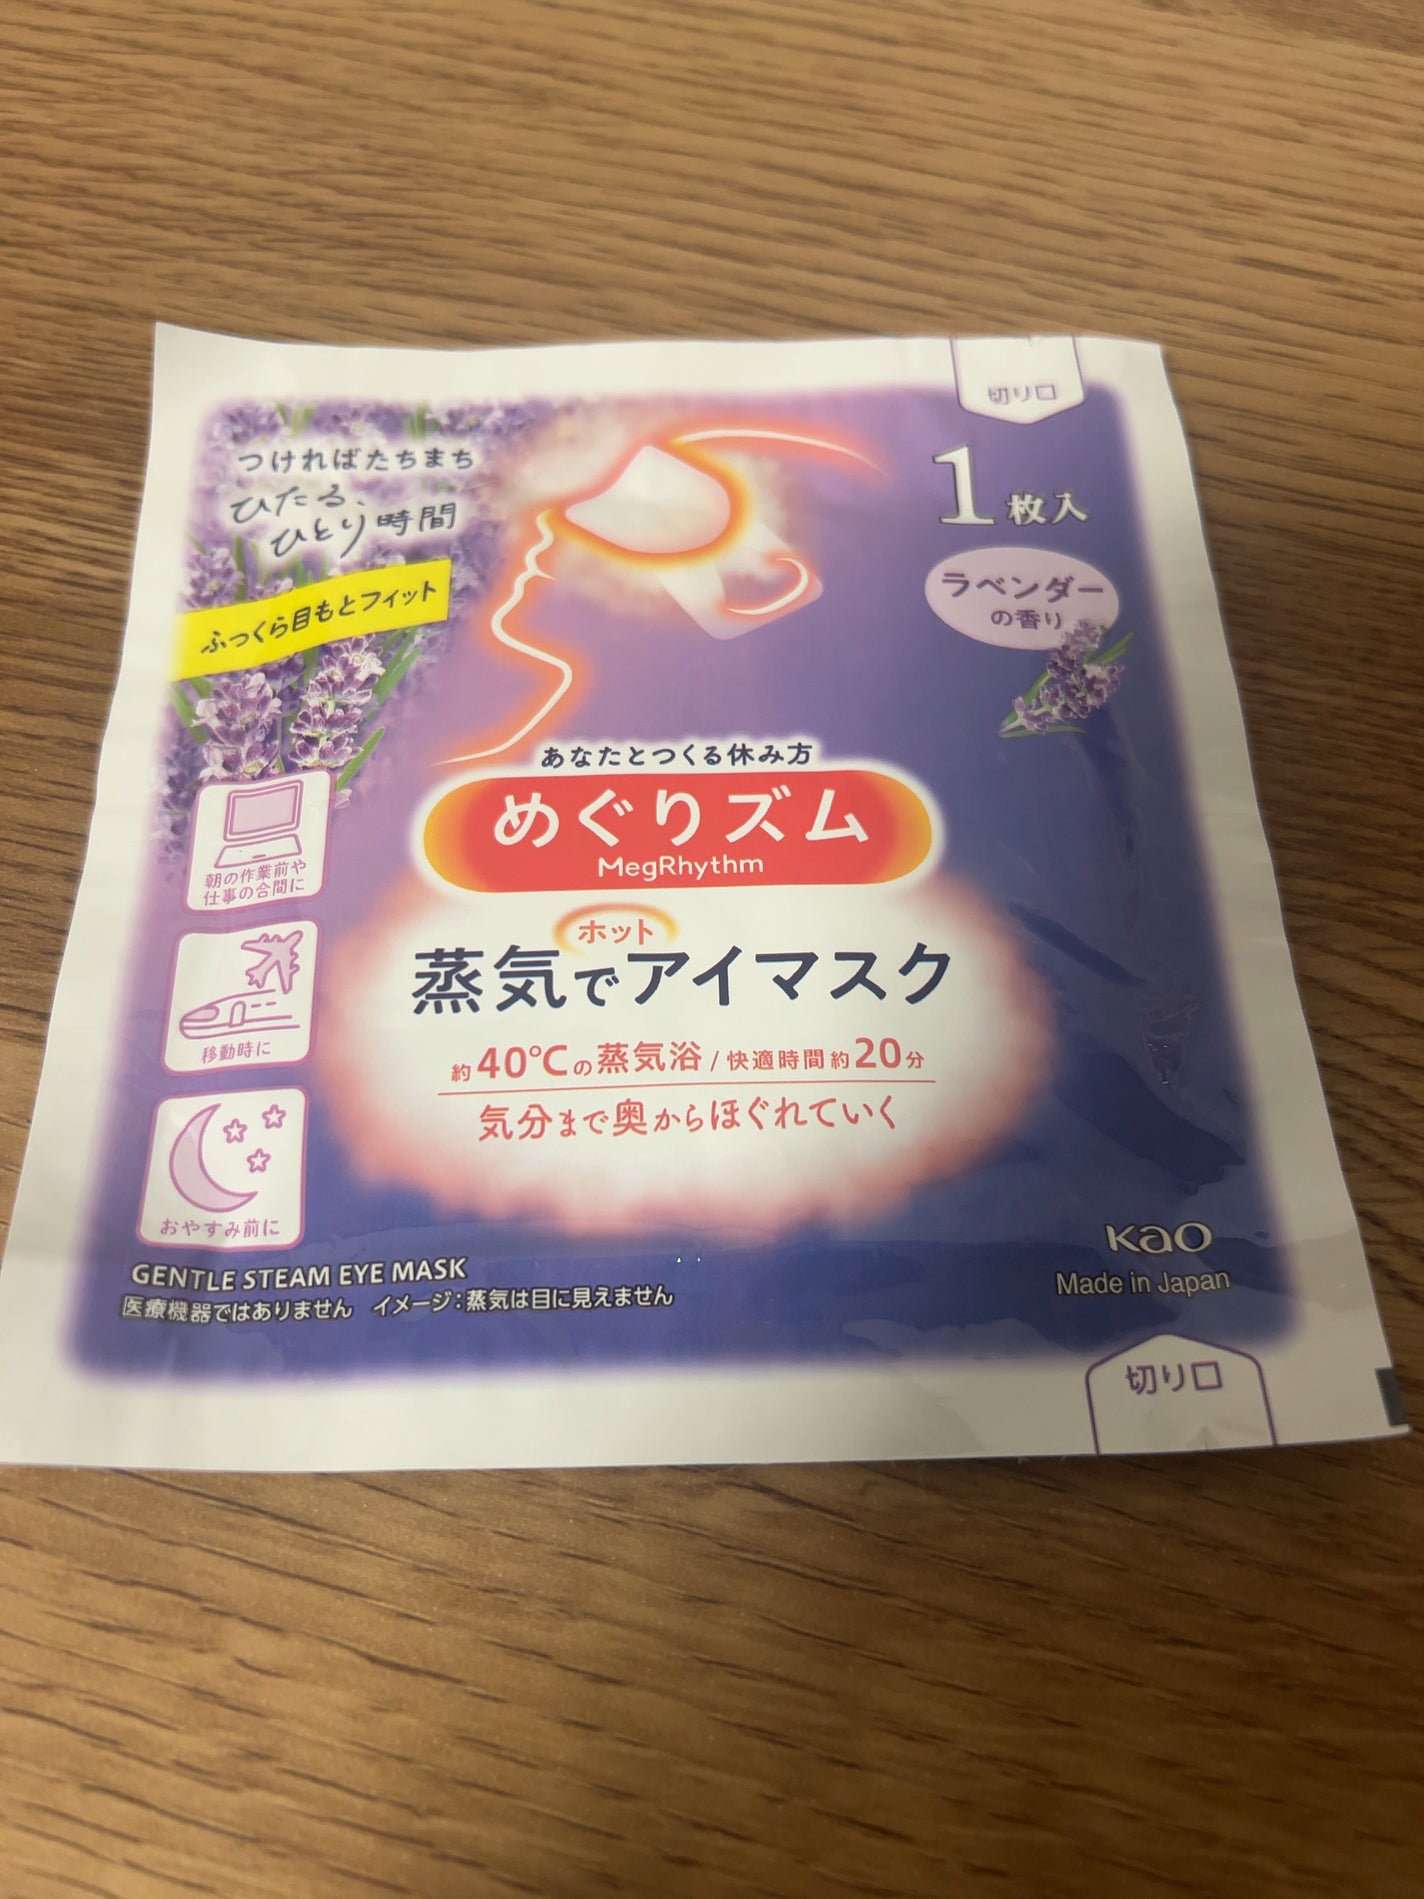 切り口
つければたちまち
ひたる、
ひとり時間
ふっくら目もとフィット
1枚入
ラベンダー
の香り
あなたとつくる休み方
めぐりズム
MegRhythm
ホット
蒸気でアイマスク
約40℃の蒸気浴/快適時間約20分
気分まで奥からほぐれていく
朝の作業前や
仕事の合間に
移動時に
おやすみ前に
GENTLE STEAM EYE MASK
医療機器ではありません イメージ:蒸気は目に見えません
Kao
Made in Japan
切り口